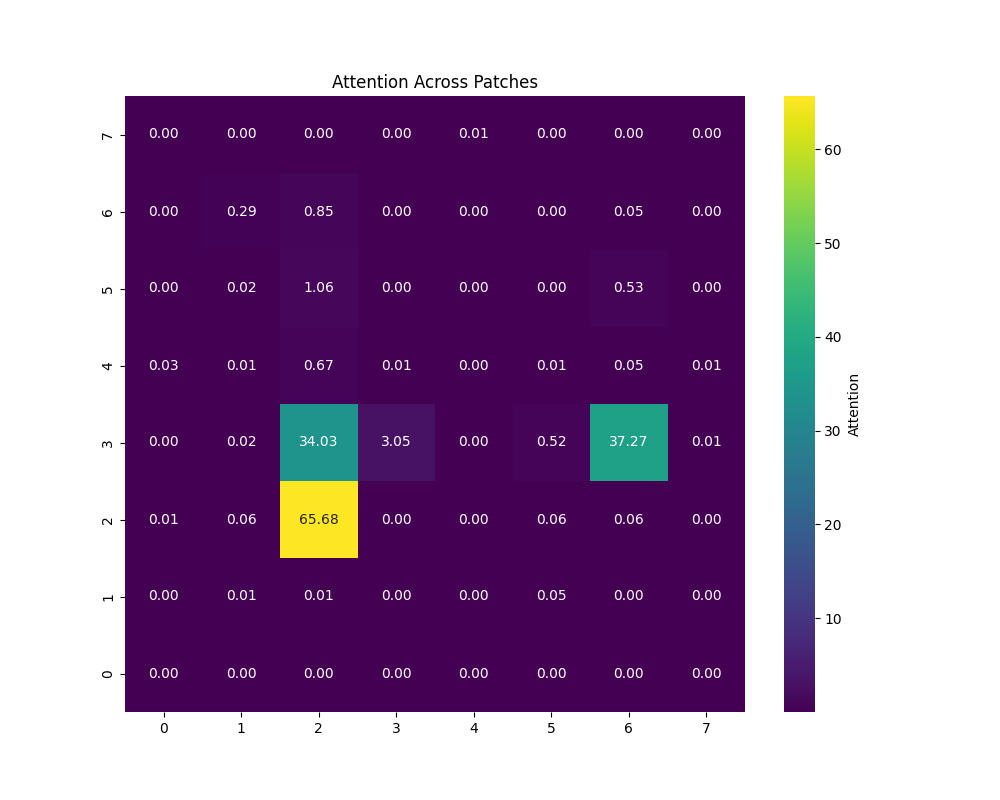 Attention Across Patches
7 0.00 0.00 0.00 0.00 0.01 0.00 0.00 0.00
6 0.00 0.29 0.85 0.00 0.00 0.00 0.05 0.00
5 0.00 0.02 1.06 0.00 0.00 0.00 0.53 0.00
4 0.03 0.01 0.67 0.01 0.00 0.01 0.05 0.01
3 0.00 0.02 34.03 3.05 0.00 0.52 37.27 0.01
2 0.01 0.06 65.68 0.00 0.00 0.06 0.06 0.00
1 0.00 0.01 0.01 0.00 0.00 0.05 0.00 0.00
0 0.00 0.00 0.00 0.00 0.00 0.00 0.00 0.00
0 1 2 3 4 5 6 7
60
50
40
30
20
10
Attention